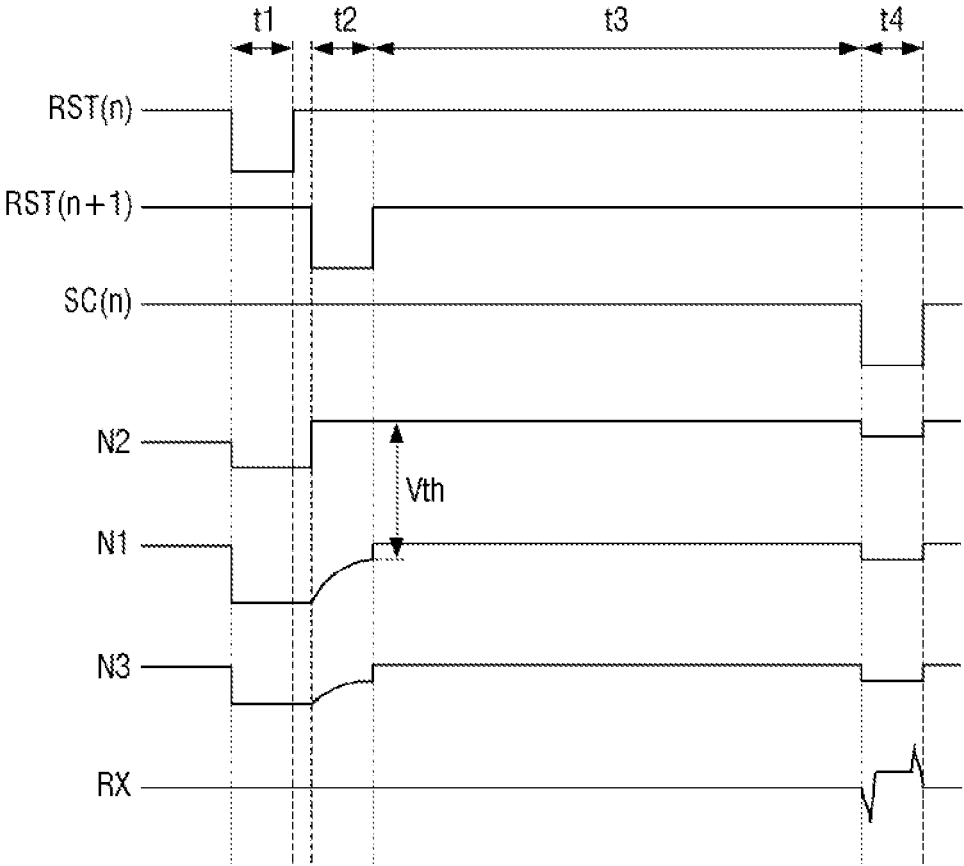 t1 t2 t3 t4
RST(n)
RST(n+1)
SC(n)
N2
Vth
N1
N3
RX